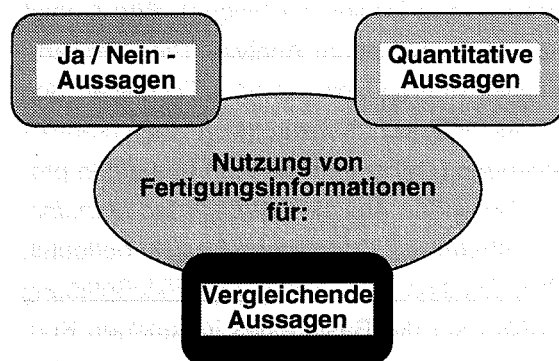 Ja / Nein -
Aussagen
Quantitative
Aussagen
Nutzung von
Fertigungsinformationen
für:
Vergleichende
Aussagen